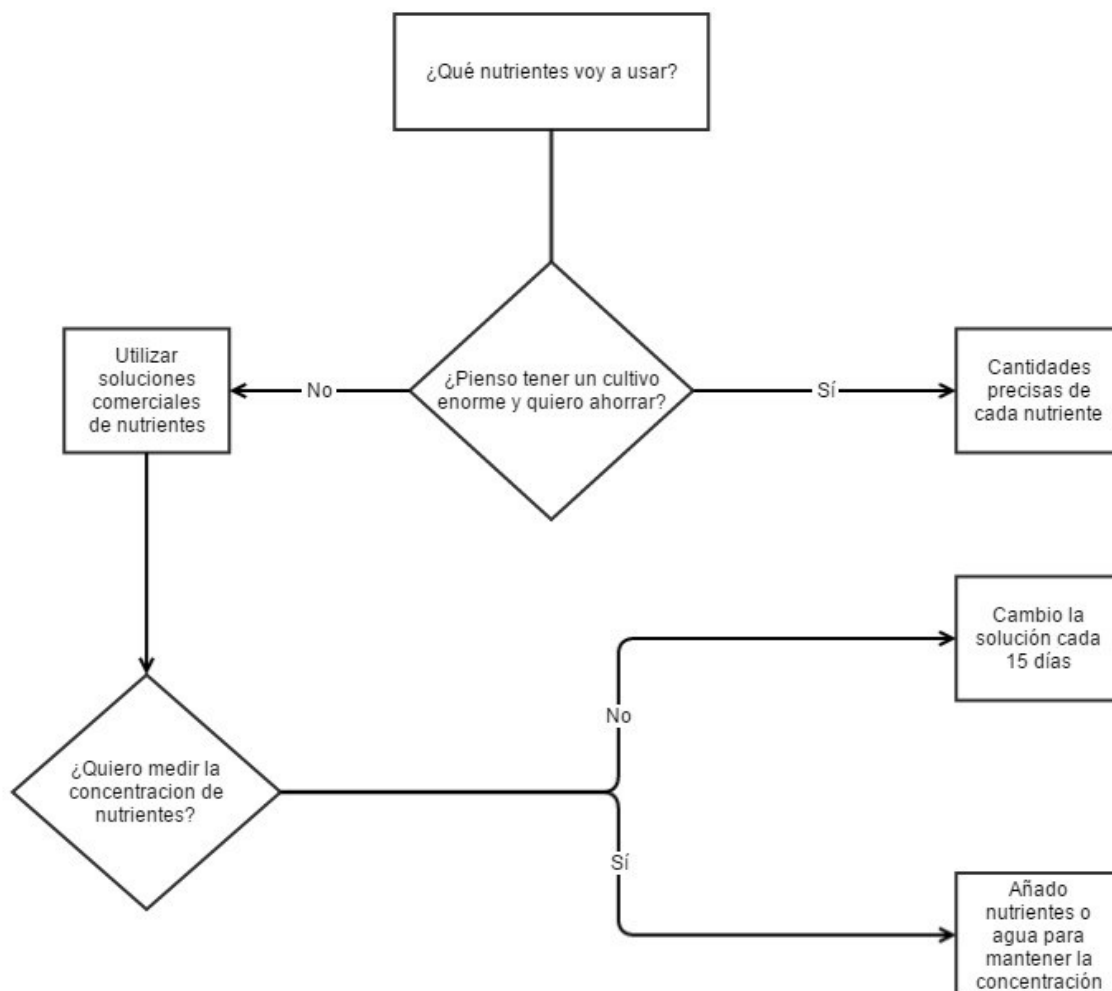 ¿Qué nutrientes voy a usar?
Utilizar
soluciones
comerciales
de nutrientes
No
¿Pienso tener un cultivo
enorme y quiero ahorrar?
Sí
Cantidades
precisas de
cada nutriente
Cambio la
solución cada
15 días
No
¿Quiero medir la
concentracion de
nutrientes?
Sí
Añado
nutrientes o
agua para
mantener la
concentración